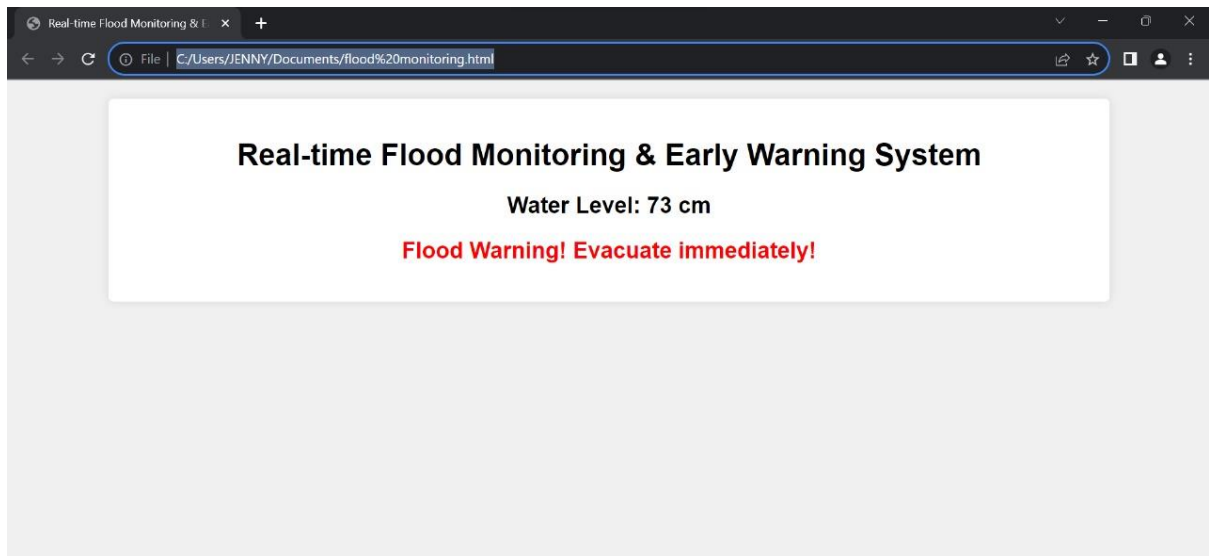 Real-time Flood Monitoring & E
File | C:/Users/JENNY/Documents/flood%20monitoring.html
Real-time Flood Monitoring & Early Warning System
Water Level: 73 cm
Flood Warning! Evacuate immediately!